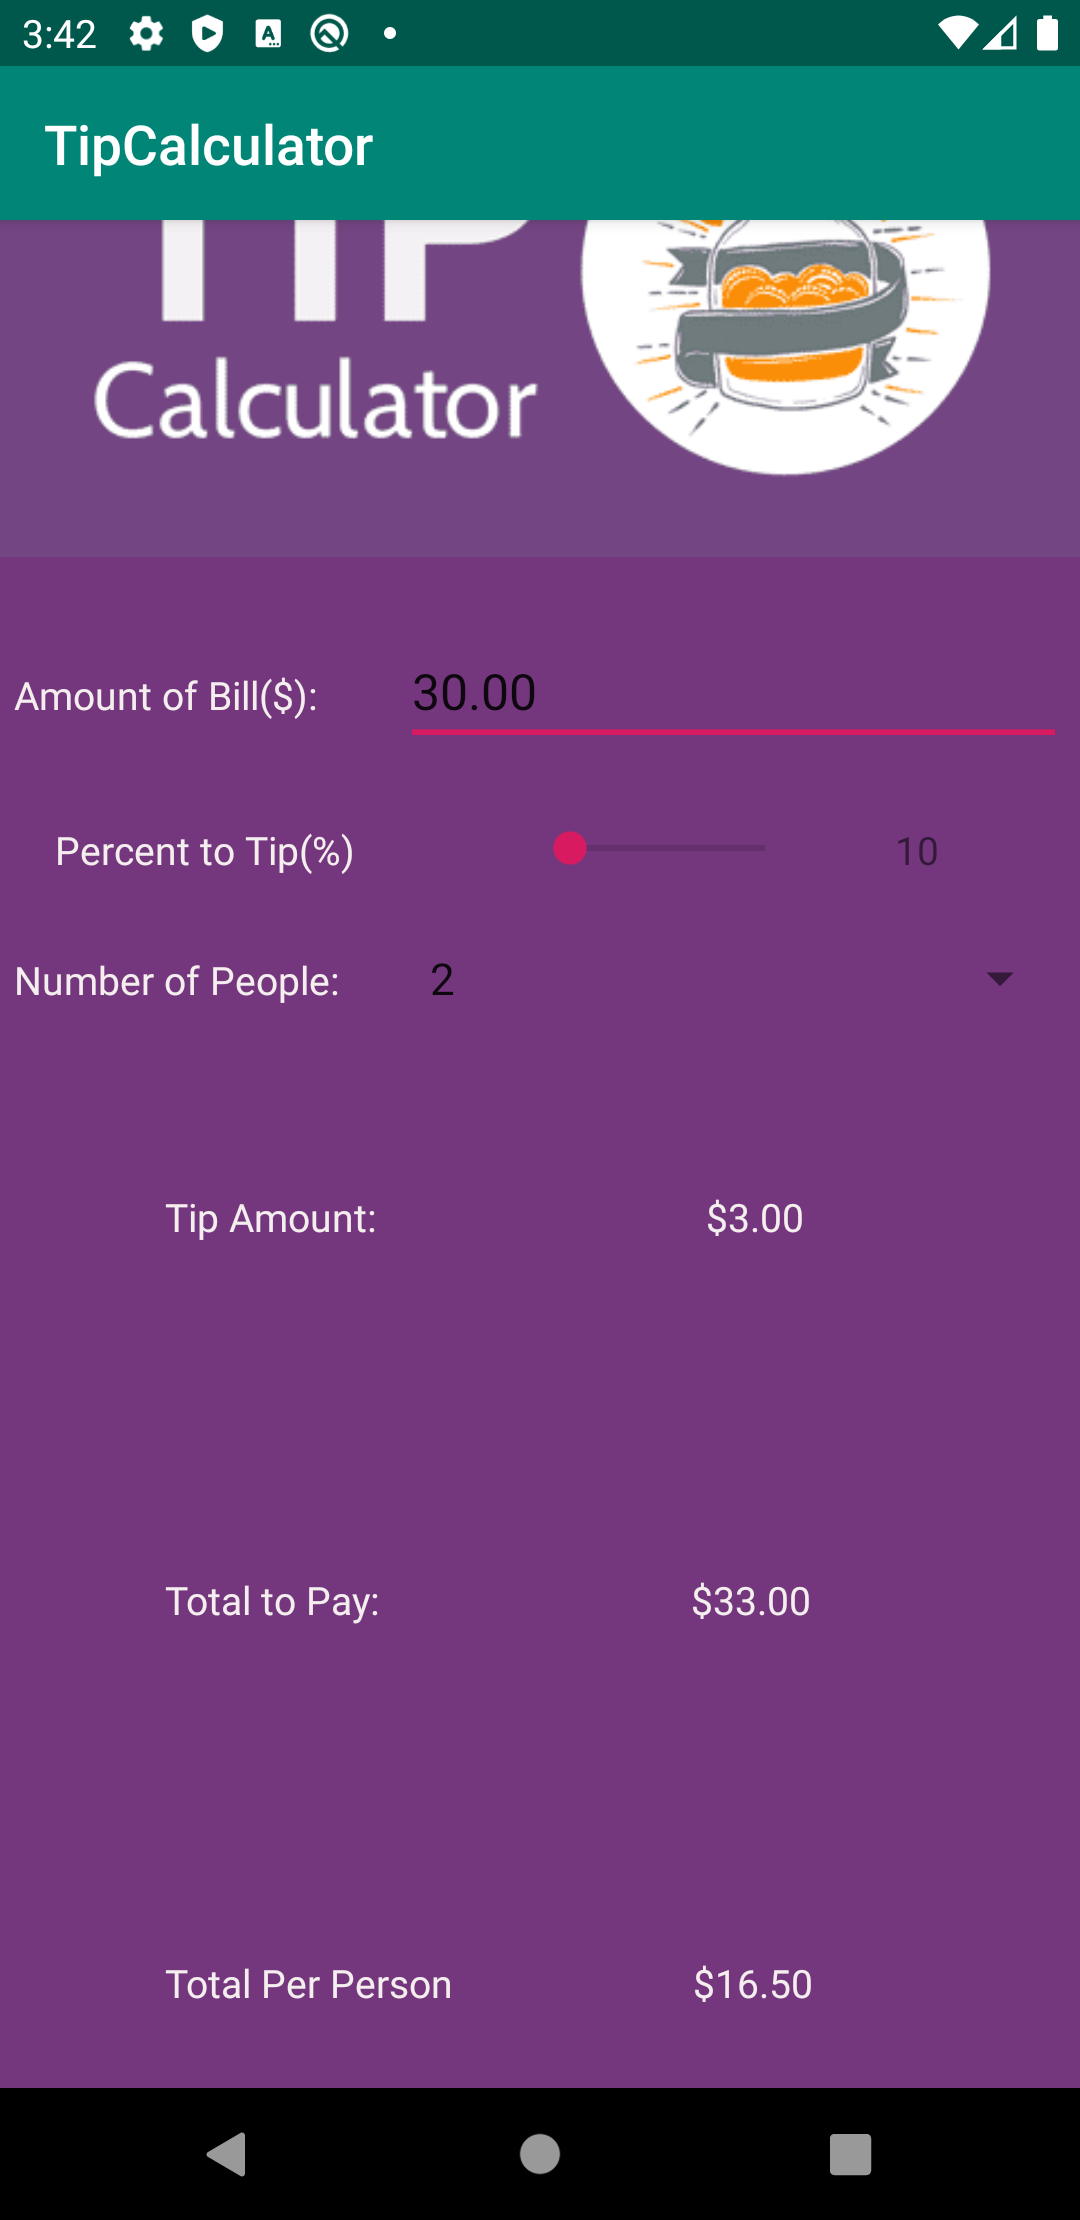 3:42
TipCalculator
TIP
Calculator
Amount of Bill($): 30.00
Percent to Tip(%) 10
Number of People: 2
Tip Amount: $3.00
Total to Pay: $33.00
Total Per Person $16.50